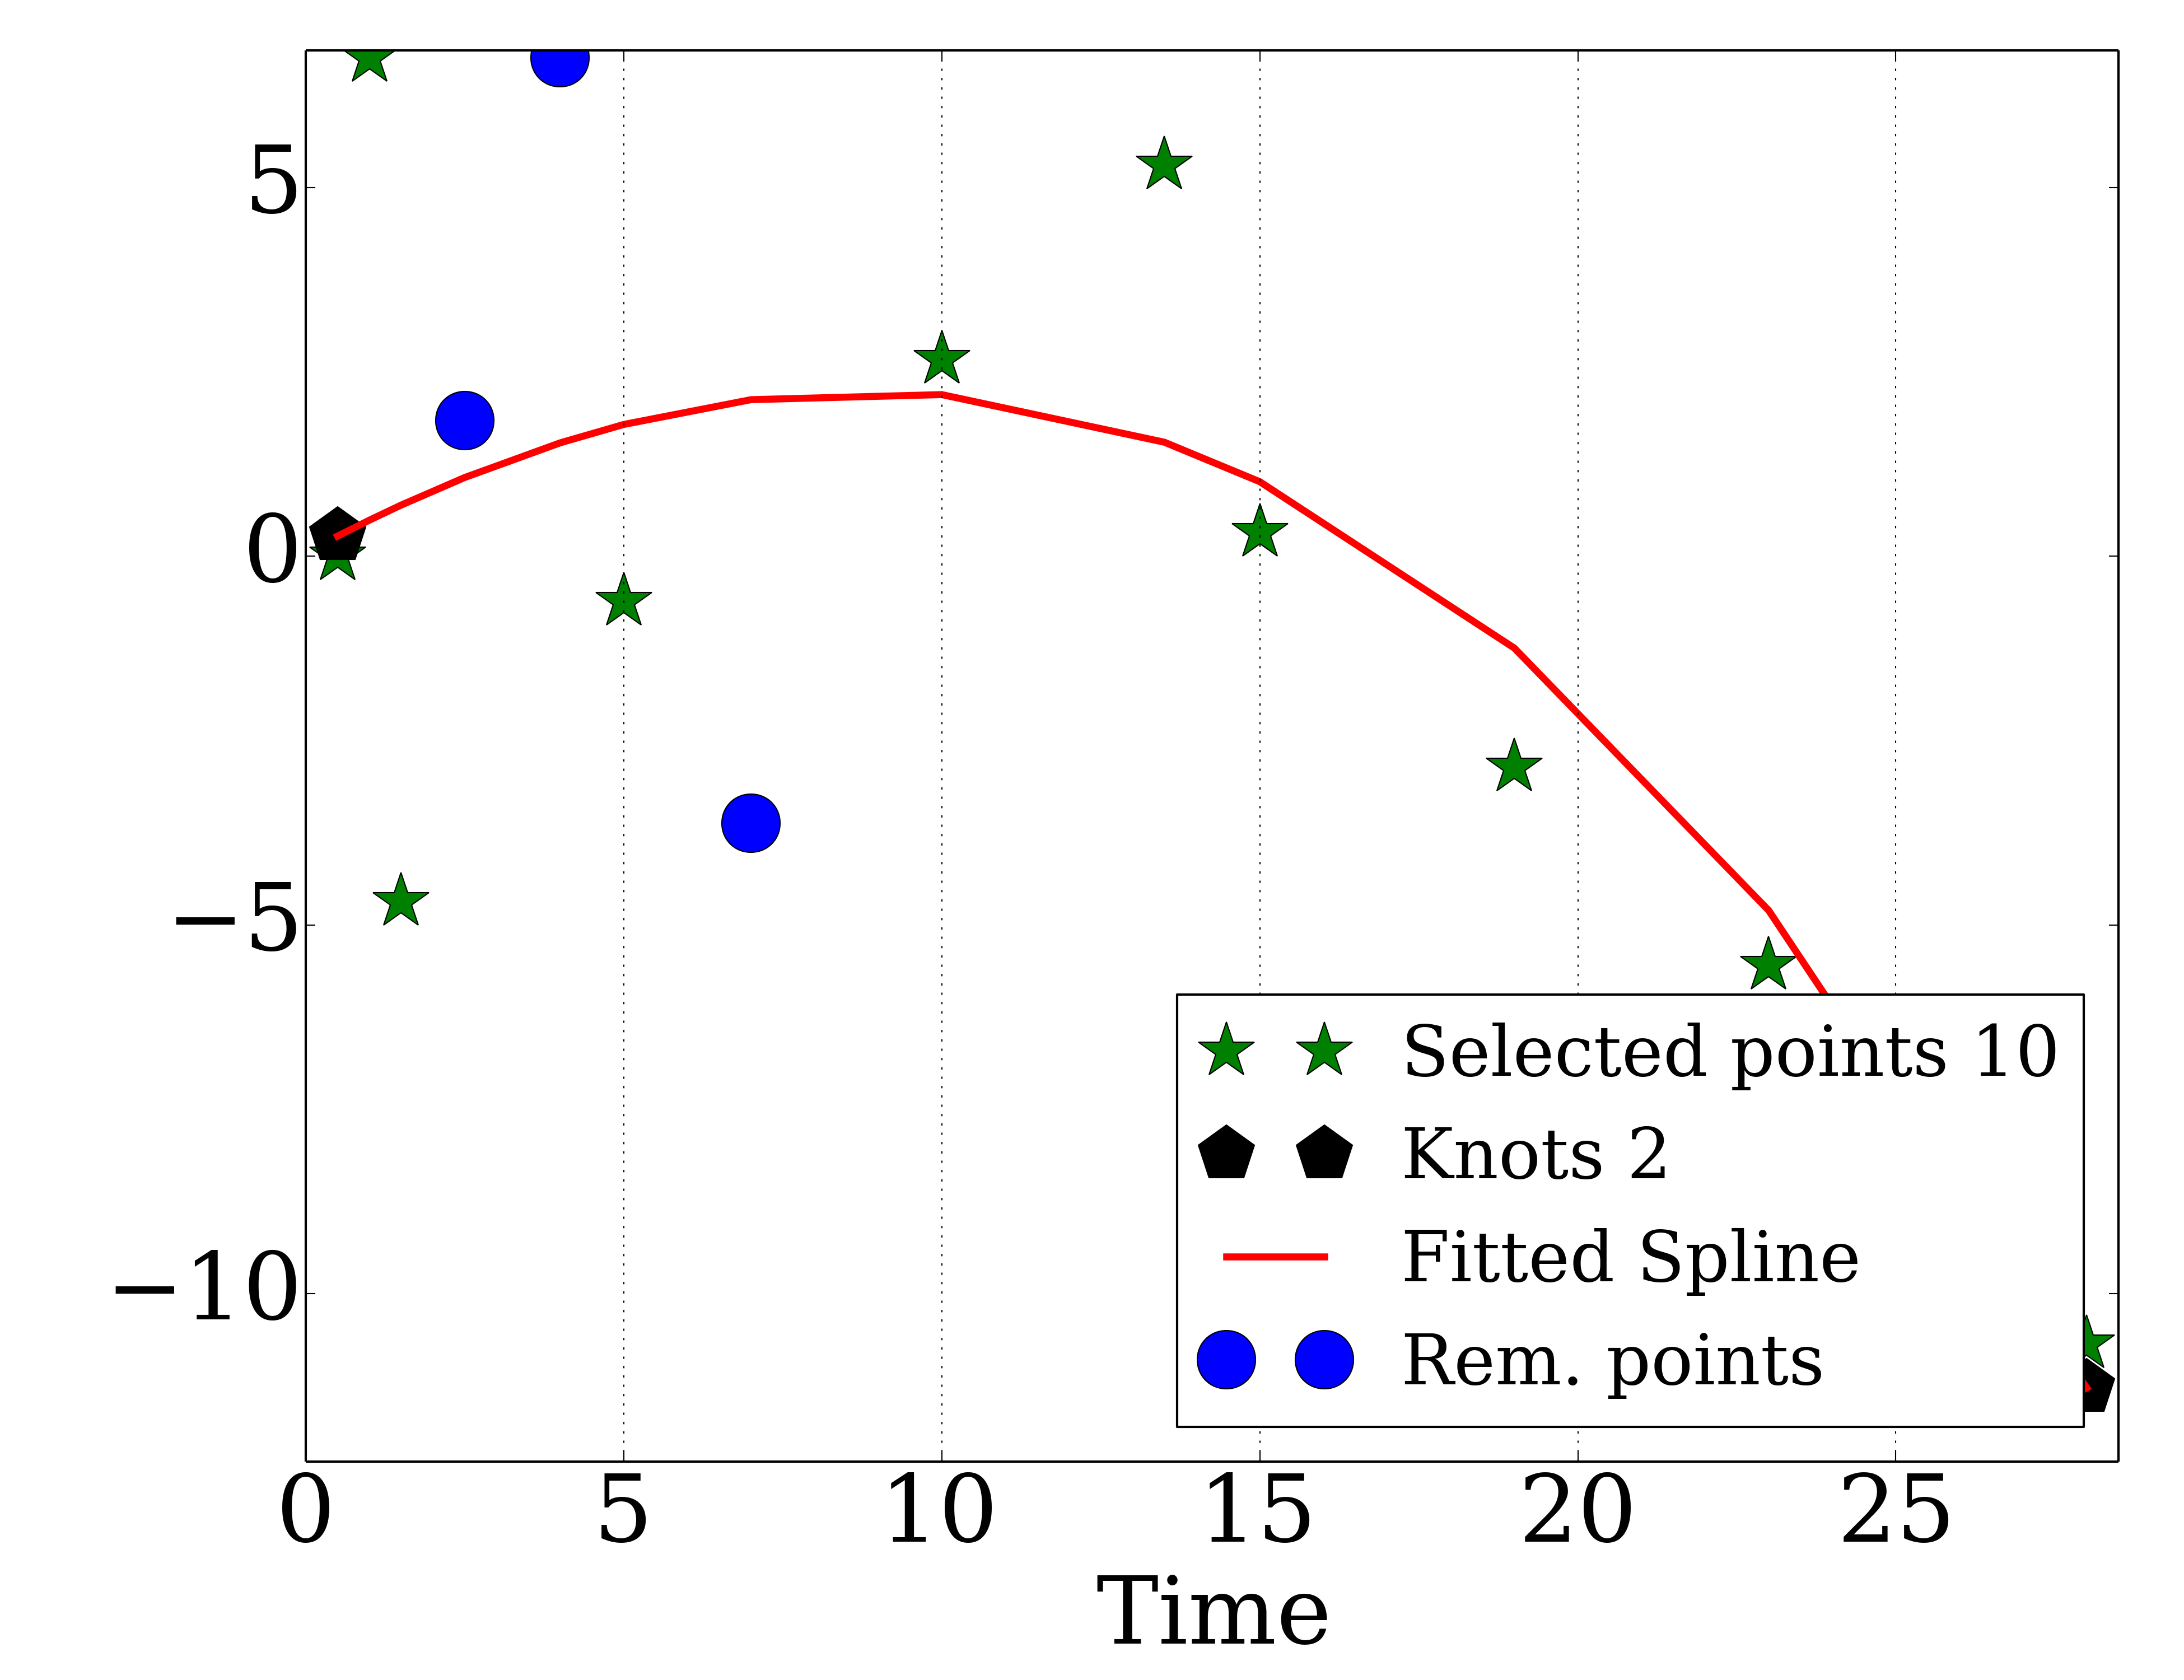 5
0
−5
−10
Selected points 10
Knots 2
Fitted Spline
Rem. points
0 5 10 15 20 25
Time